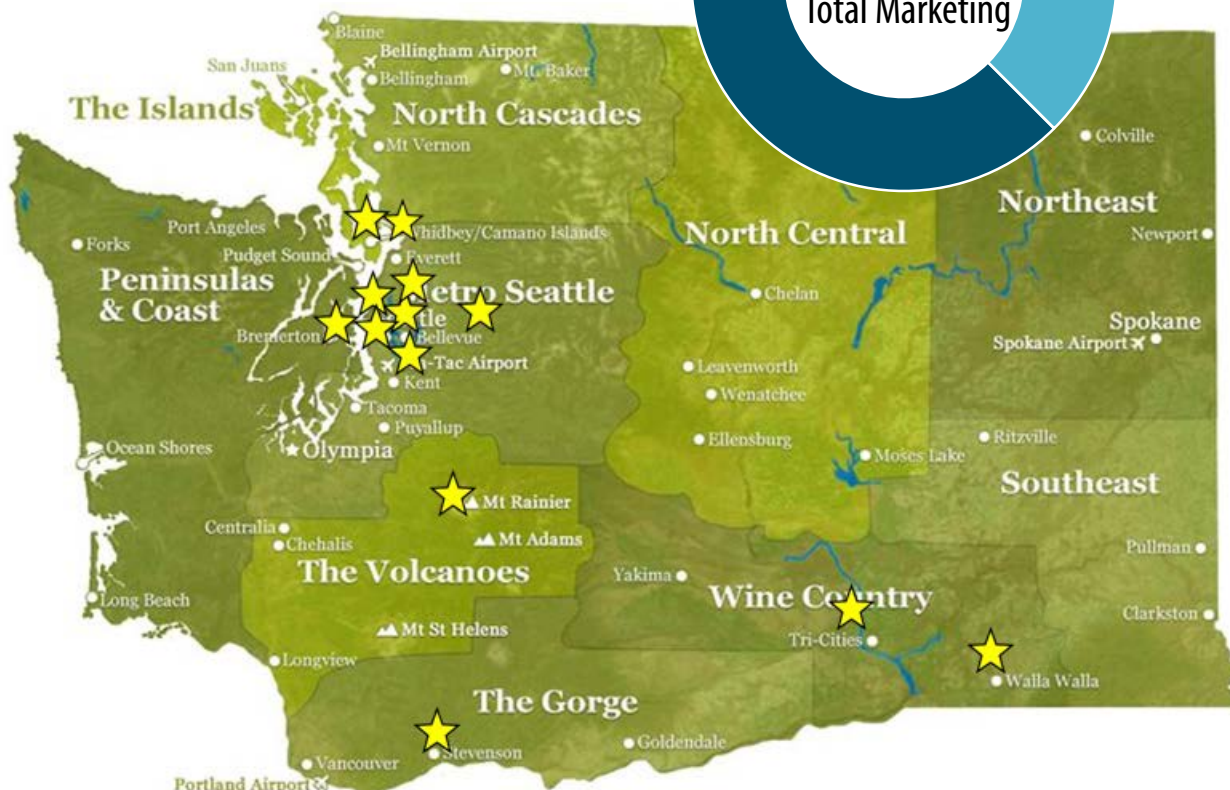 Total Marketing
Blaine
Bellingham Airport
San Juans
Bellingham
Mt. Baker
The Islands
North Cascades
Mt Vernon
Colville
Northeast
Port Angeles
Whidbey/Camano Islands
North Central
Newport
Forks
Pudget Sound
Everett
Peninsulas
& Coast
etro Seattle
Chelan
tle
Spokane
Bremerton
Bellevue
Spokane Airport
-Tac Airport
Leavenworth
Kent
Wenatchee
Tacoma
Puyallup
Ellensburg
Ritzville
Ocean Shores
Olympia
Moses Lake
Southeast
Mt Rainier
Centralia
Mt Adams
Chehalis
Pullman
The Volcanoes
Yakima
Wine Country
Long Beach
Clarkston
Mt St Helens
Tri-Cities
Longview
Walla Walla
The Gorge
Stevenson
Goldendale
Vancouver
Portland Airport